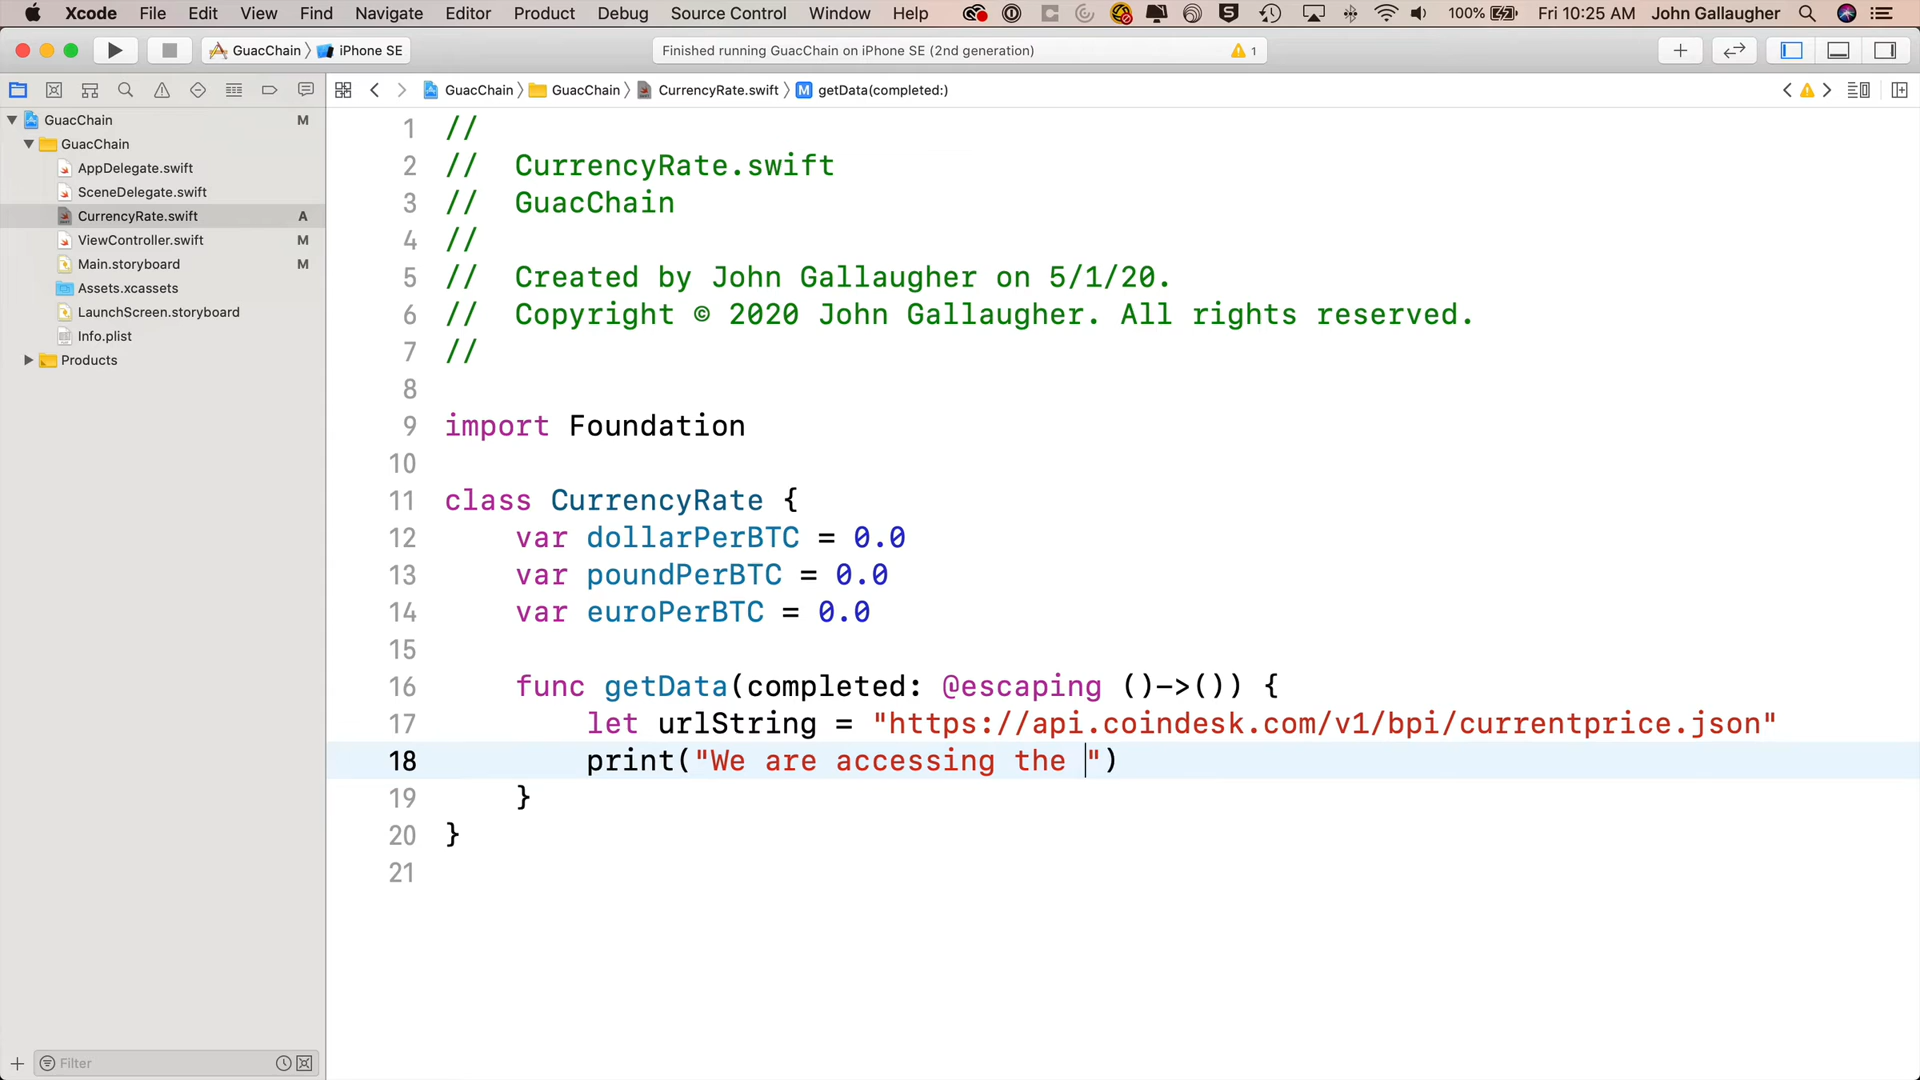 Xcode File Edit View Find Navigate Editor Product Debug Source Control Window Help 100% Fri 10:25 AM John Gallaugher
GuacChain 〉 iPhone SE Finished running GuacChain on iPhone SE (2nd generation) 1
GuacChain 〉 GuacChain 〉 CurrencyRate.swift 〉 M getData(completed:)
GuacChain M
GuacChain
AppDelegate.swift
SceneDelegate.swift
CurrencyRate.swift A
ViewController.swift M
Main.storyboard M
Assets.xcassets
LaunchScreen.storyboard
Info.plist
Products
1 //
2 // CurrencyRate.swift
3 // GuacChain
4 //
5 // Created by John Gallaugher on 5/1/20.
6 // Copyright © 2020 John Gallaugher. All rights reserved.
7 //
8
9 import Foundation
10
11 class CurrencyRate {
12 var dollarPerBTC = 0.0
13 var poundPerBTC = 0.0
14 var euroPerBTC = 0.0
15
16 func getData(completed: @escaping ()->()) {
17 let urlString = "https://api.coindesk.com/v1/bpi/currentprice.json"
18 print("We are accessing the ")
19 }
20 }
21
Filter